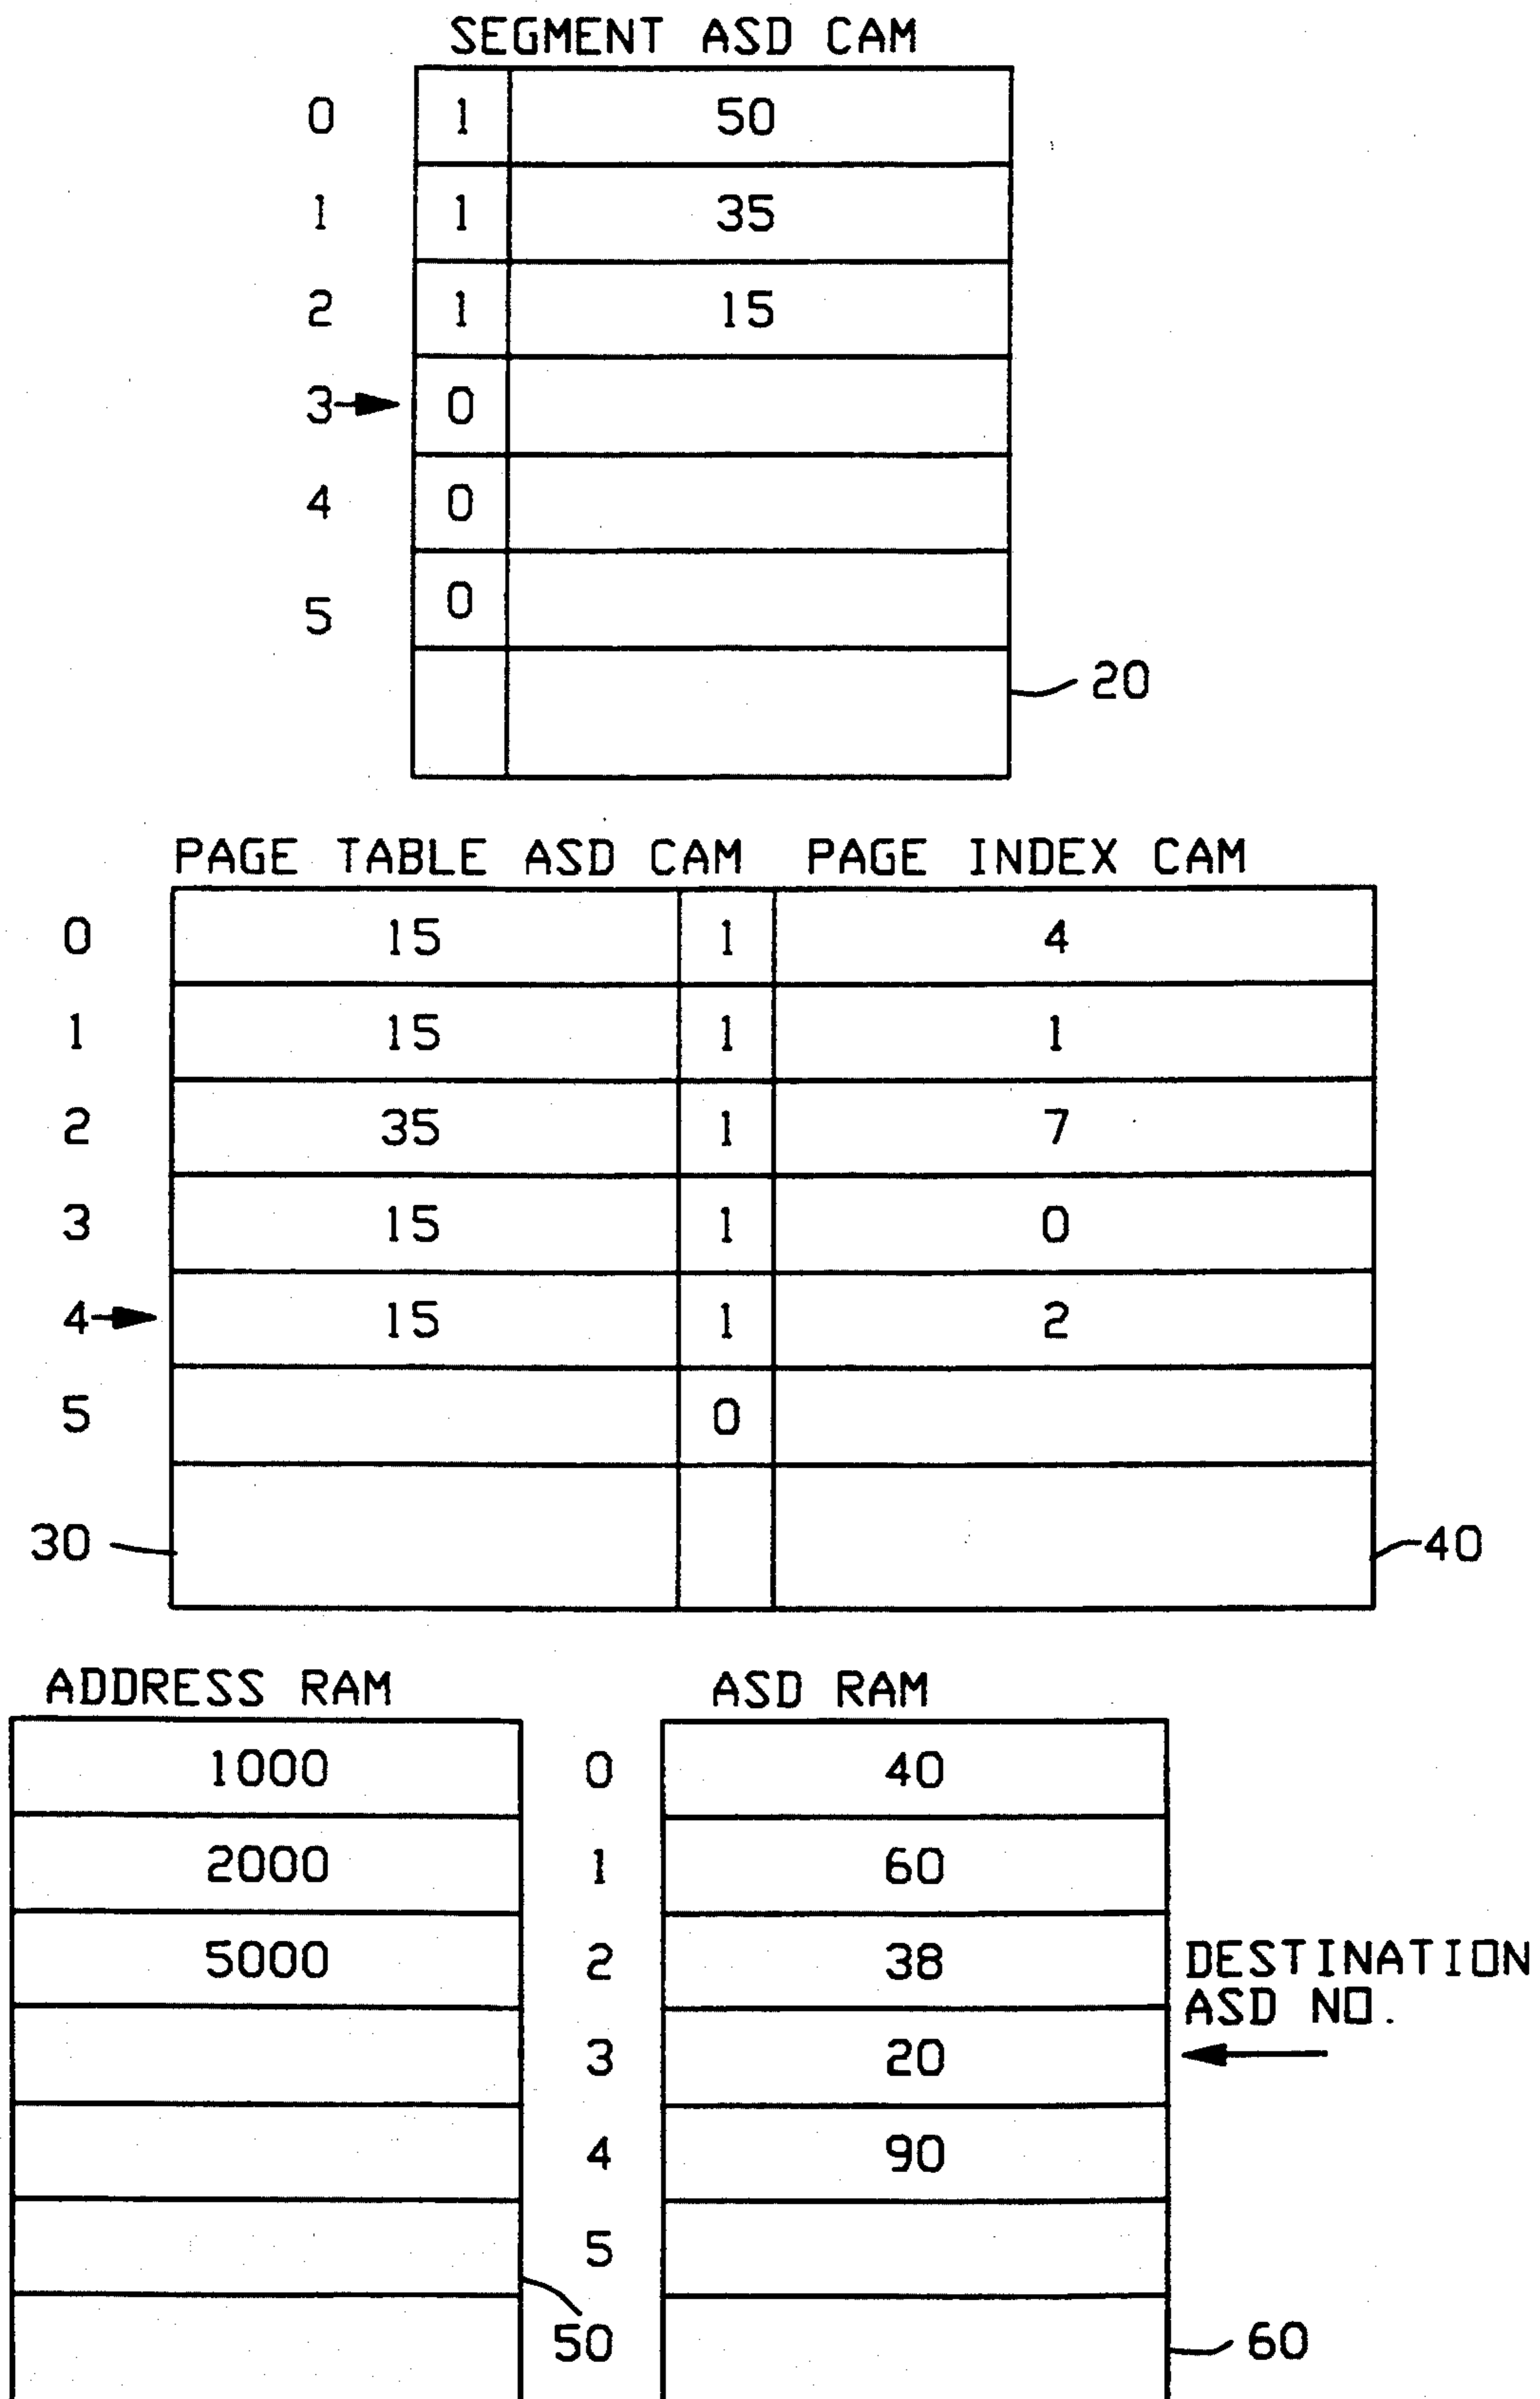 SEGMENT ASD CAM
0 1 50
1 1 35
2 1 15
3 0
4 0
5 0
20
PAGE TABLE ASD CAM PAGE INDEX CAM
0 15 1 4
1 15 1 1
2 35 1 7
3 15 1 0
4 15 1 2
5 0
30 40
ADDRESS RAM ASD RAM
1000 0 40
2000 1 60
5000 2 38
DESTINATION
ASD NO.
3 20
4 90
5
50 60